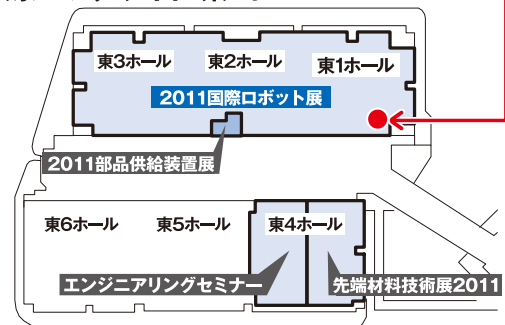 東3ホール 東2ホール 東1ホール
2011国際ロボット展
2011部品供給装置展
東6ホール 東5ホール 東4ホール
エンジニアリングセミナー 先端材料技術展2011